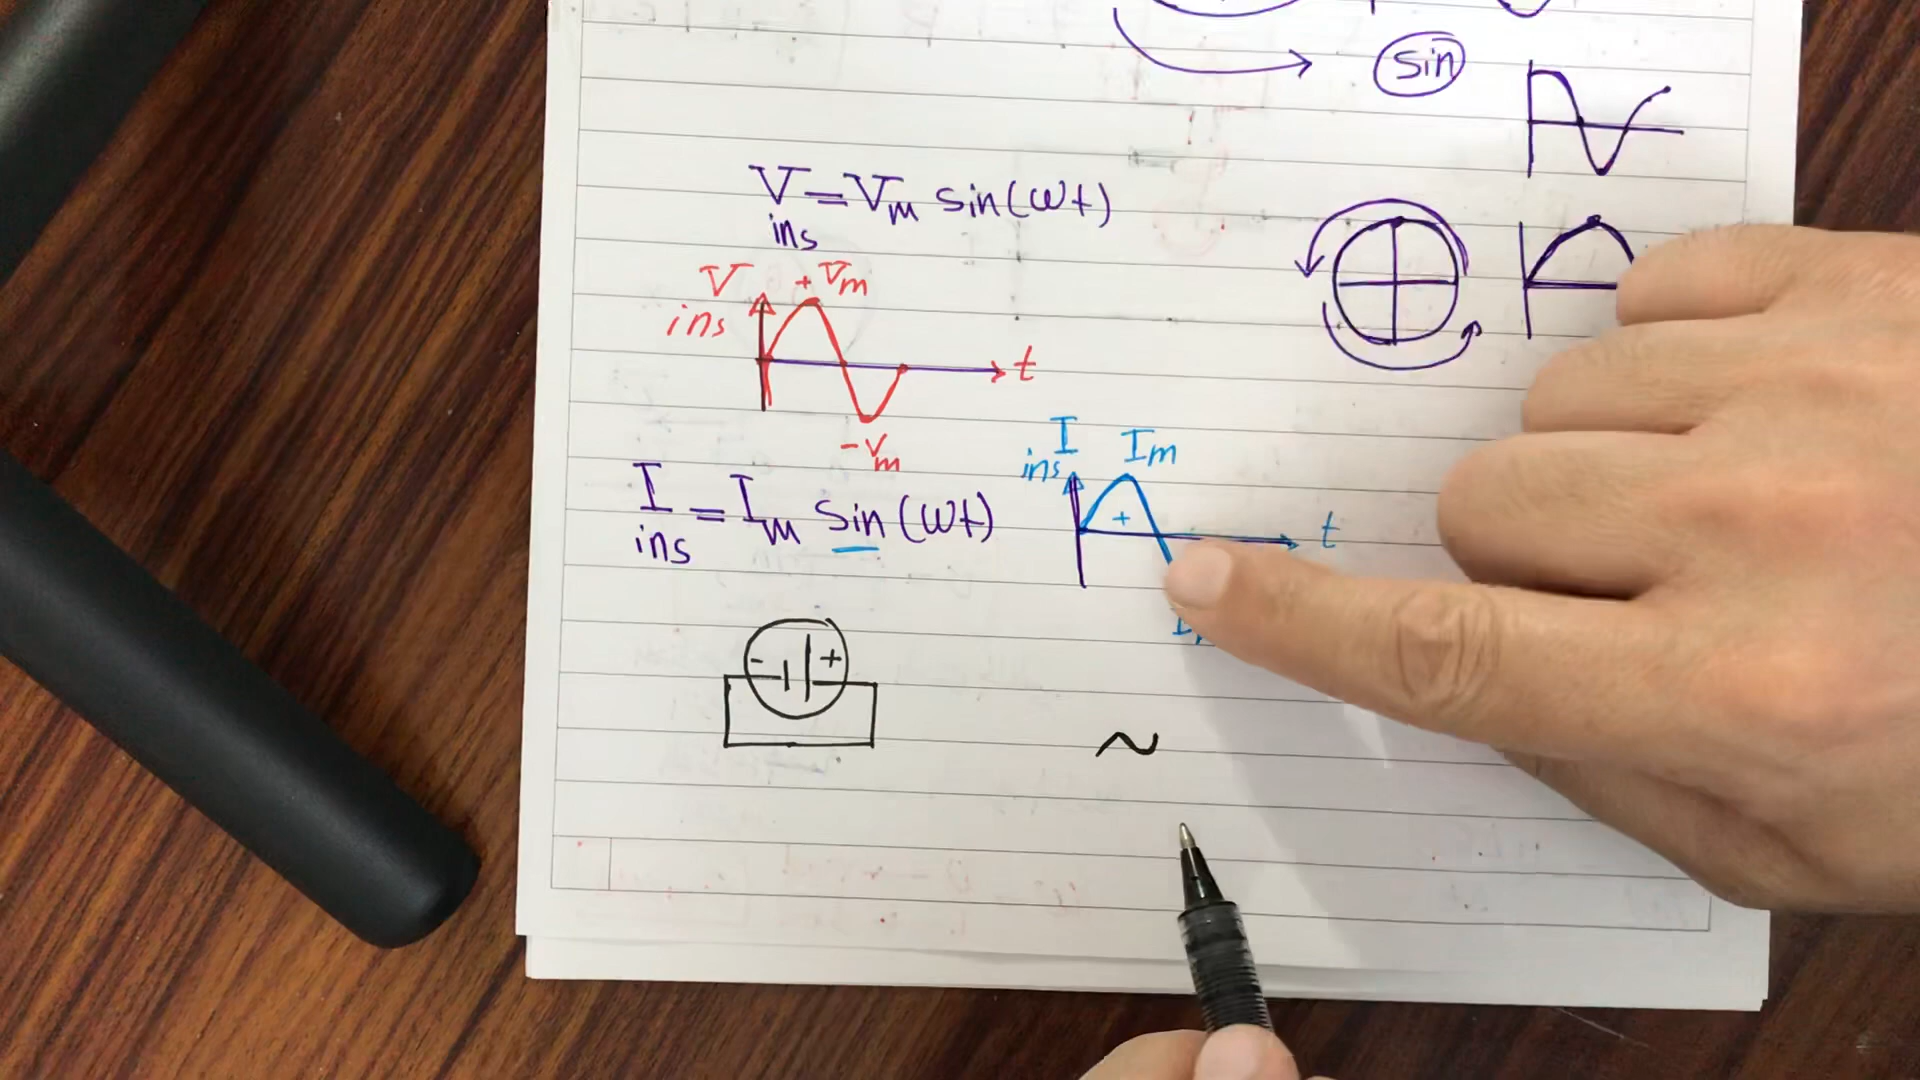 sin
V = Vm sin(ωt)
ins
V
ins
+ Vm
t
-Vm
I
ins
Im
+
t
I = Im sin(ωt)
ins
- +
~